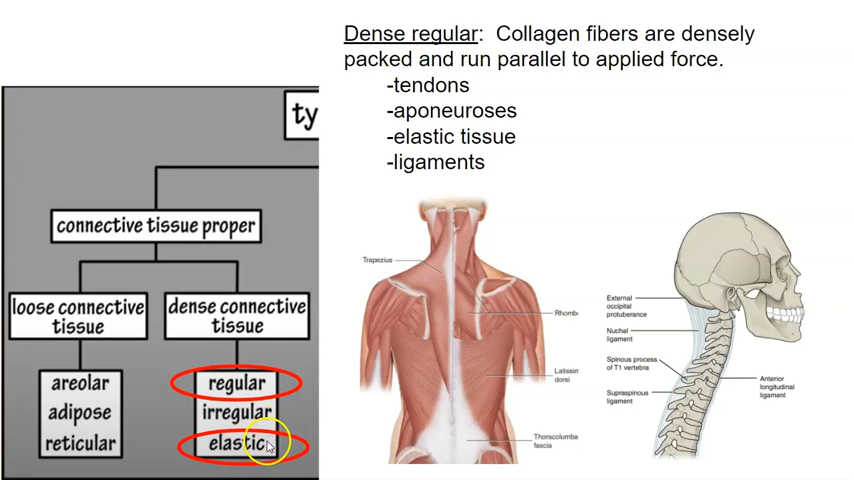 Dense regular: Collagen fibers are densely
packed and run parallel to applied force.
-tendons
-aponeuroses
-elastic tissue
-ligaments
ty
connective tissue proper
loose connective
tissue
dense connective
tissue
areolar
adipose
reticular
regular
irregular
elastic
Trapezius
Rhomb
Latissim
dorsi
Thoracolumba
fascia
External
occipital
protuberance
Nuchal
ligament
Spinous process
of T1 vertebra
Supraspinous
ligament
Anterior
longitudinal
ligament